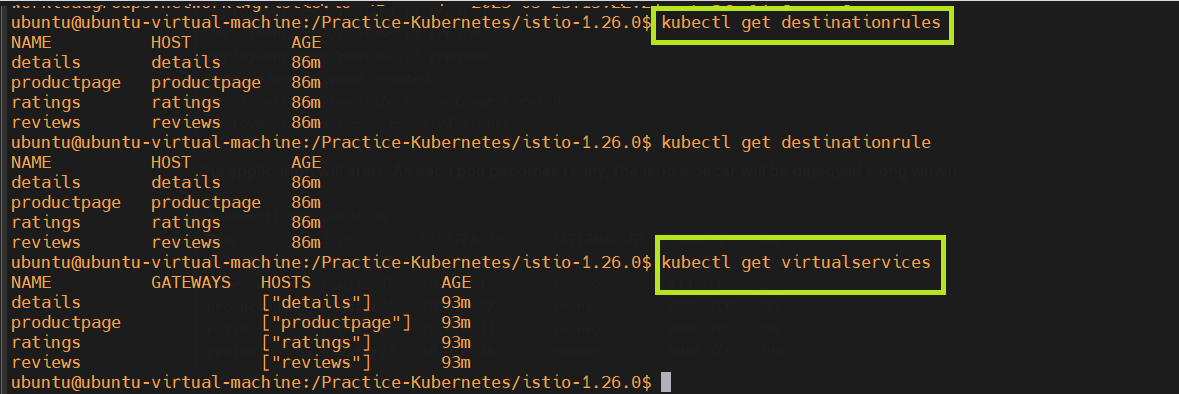 ubuntu@ubuntu-virtual-machine:/Practice-Kubernetes/istio-1.26.0$ kubectl get destinationrules
NAME HOST AGE
details details 86m
productpage productpage 86m
ratings ratings 86m
reviews reviews 86m
ubuntu@ubuntu-virtual-machine:/Practice-Kubernetes/istio-1.26.0$ kubectl get destinationrule
NAME HOST AGE
details details 86m
productpage productpage 86m
ratings ratings 86m
reviews reviews 86m
ubuntu@ubuntu-virtual-machine:/Practice-Kubernetes/istio-1.26.0$ kubectl get virtualservices
NAME GATEWAYS HOSTS AGE
details ["details"] 93m
productpage ["productpage"] 93m
ratings ["ratings"] 93m
reviews ["reviews"] 93m
ubuntu@ubuntu-virtual-machine:/Practice-Kubernetes/istio-1.26.0$